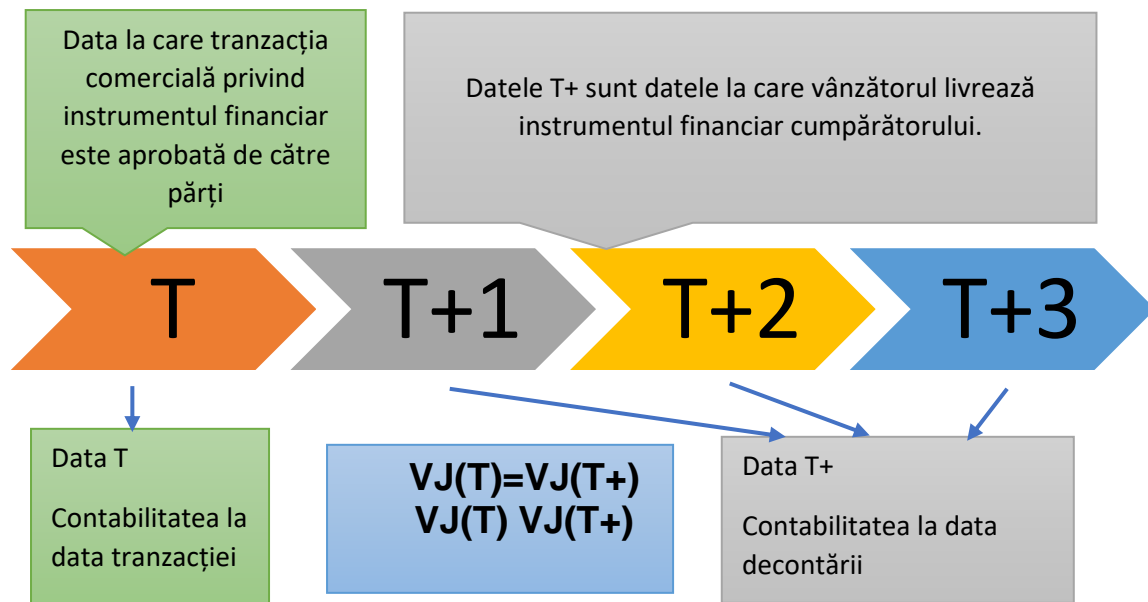 Data la care tranzacția
comercială privind
instrumentul financiar
este aprobată de către
părți
Datele T+ sunt datele la care vânzătorul livrează
instrumentul financiar cumpărătorului.
T
T+1
T+2
T+3
Data T
Contabilitatea la
data tranzacției
VJ(T)=VJ(T+)
VJ(T) VJ(T+)
Data T+
Contabilitatea la data
decontării